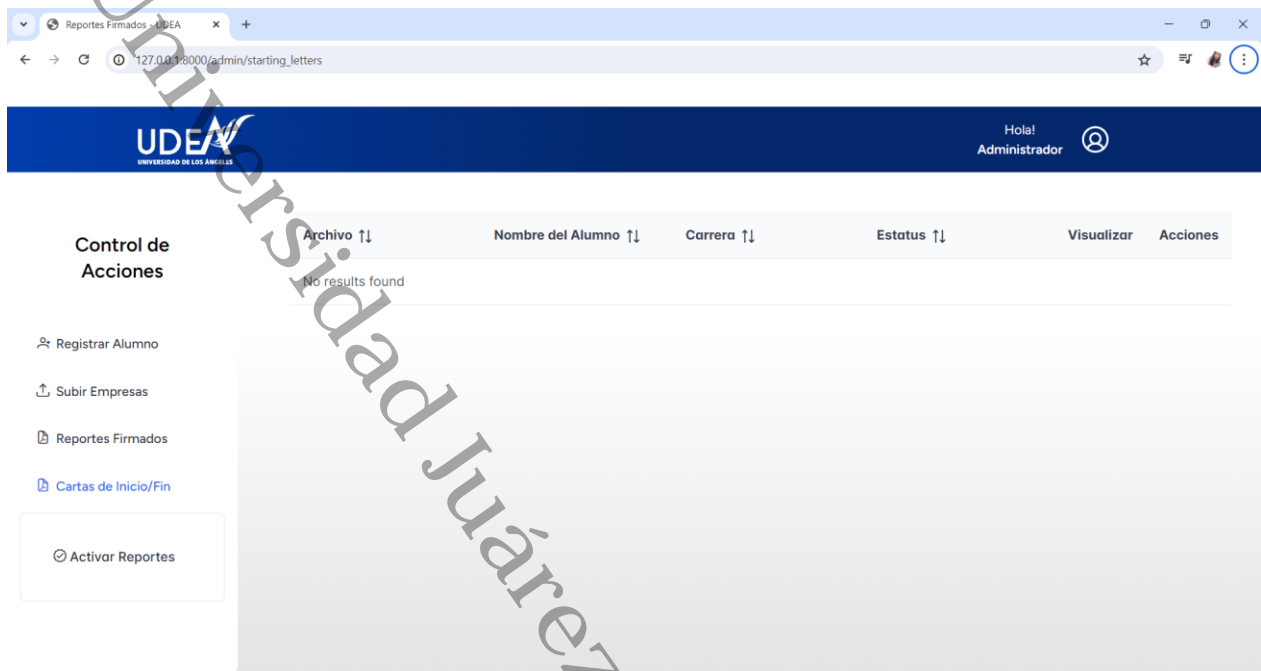 Reportes Firmados - UDEA
127.0.0.1:8000/admin/starting_letters
UDEA
UNIVERSIDAD DE LOS ÁNGELES
Hola!
Administrador
Control de
Acciones
Archivo Nombre del Alumno Carrera Estatus Visualizar Acciones
No results found
Registrar Alumno
Subir Empresas
Reportes Firmados
Cartas de Inicio/Fin
Activar Reportes
Universidad Juárez